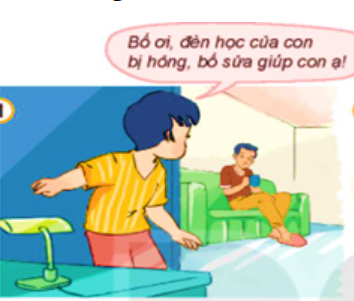 Bố ơi, đèn học của con
bị hỏng, bố sửa giúp con ạ!